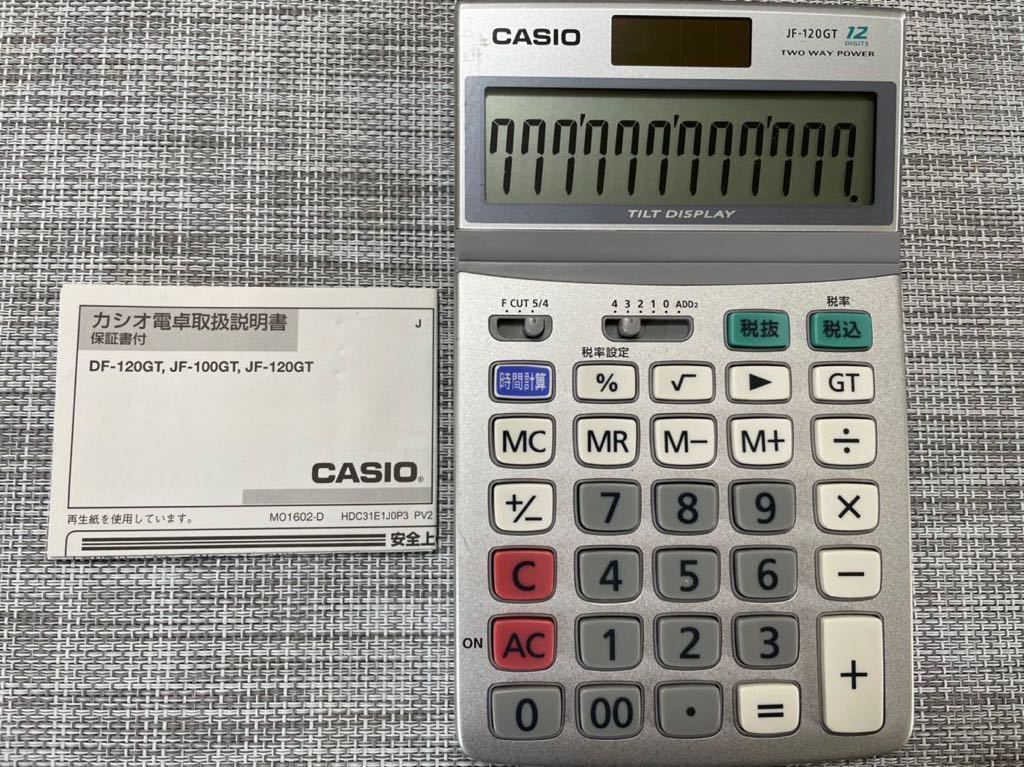 CASIO
JF-120GT 12
DIGITS
TWO WAY POWER
777'777'777'777.
TILT DISPLAY
F CUT 5/4
4 3 2 1 0 ADD2
税率
税抜 税込
税率設定
時間計算 % √ ▶ GT
MC MR M− M+ ÷
+/− 7 8 9 ×
C 4 5 6 −
ON AC 1 2 3 +
0 00 · =
カシオ電卓取扱説明書
保証書付
J
DF-120GT, JF-100GT, JF-120GT
CASIO®
再生紙を使用しています。 MO1602-D HDC31E1J0P3 PV2
安全上